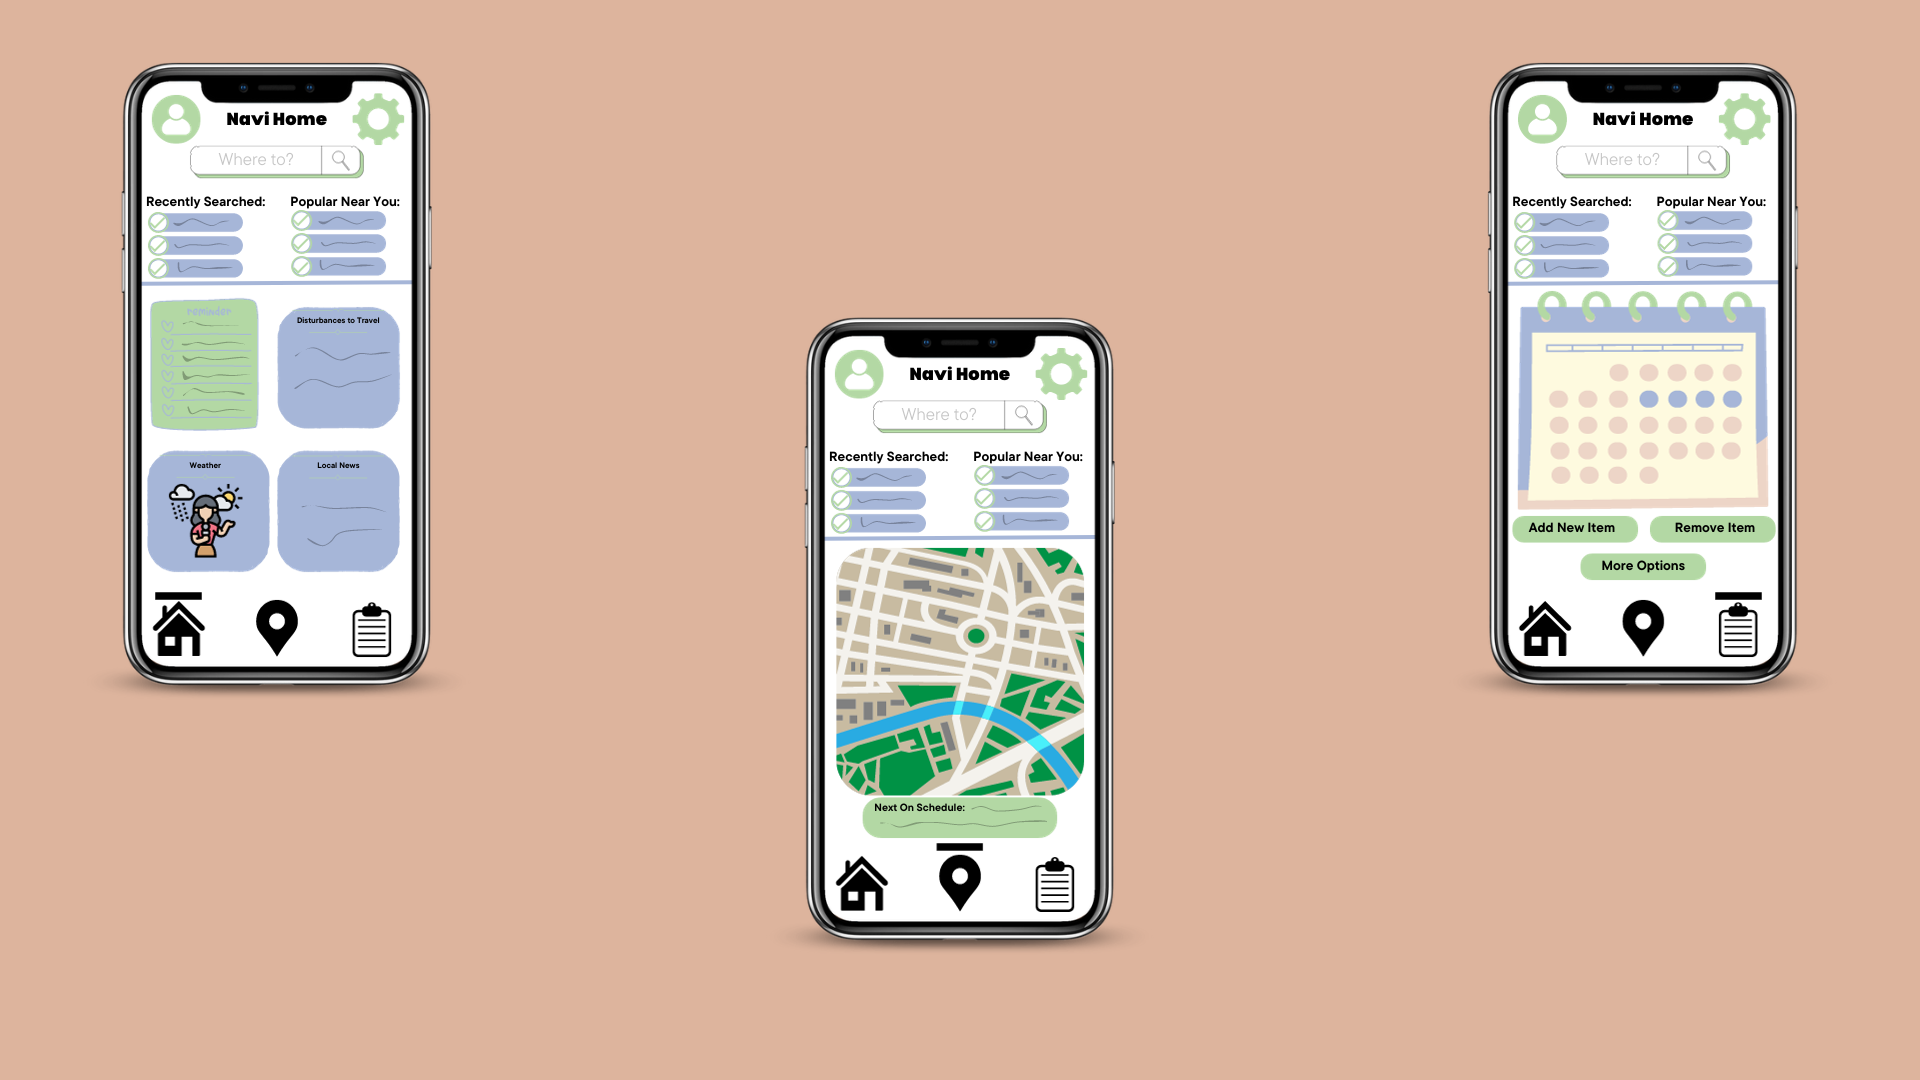 Navi Home
Where to?
Recently Searched:
Popular Near You:
reminder
Disturbances to Travel
Weather
Local News
Navi Home
Where to?
Recently Searched:
Popular Near You:
Next On Schedule:
Navi Home
Where to?
Recently Searched:
Popular Near You:
Add New Item
Remove Item
More Options